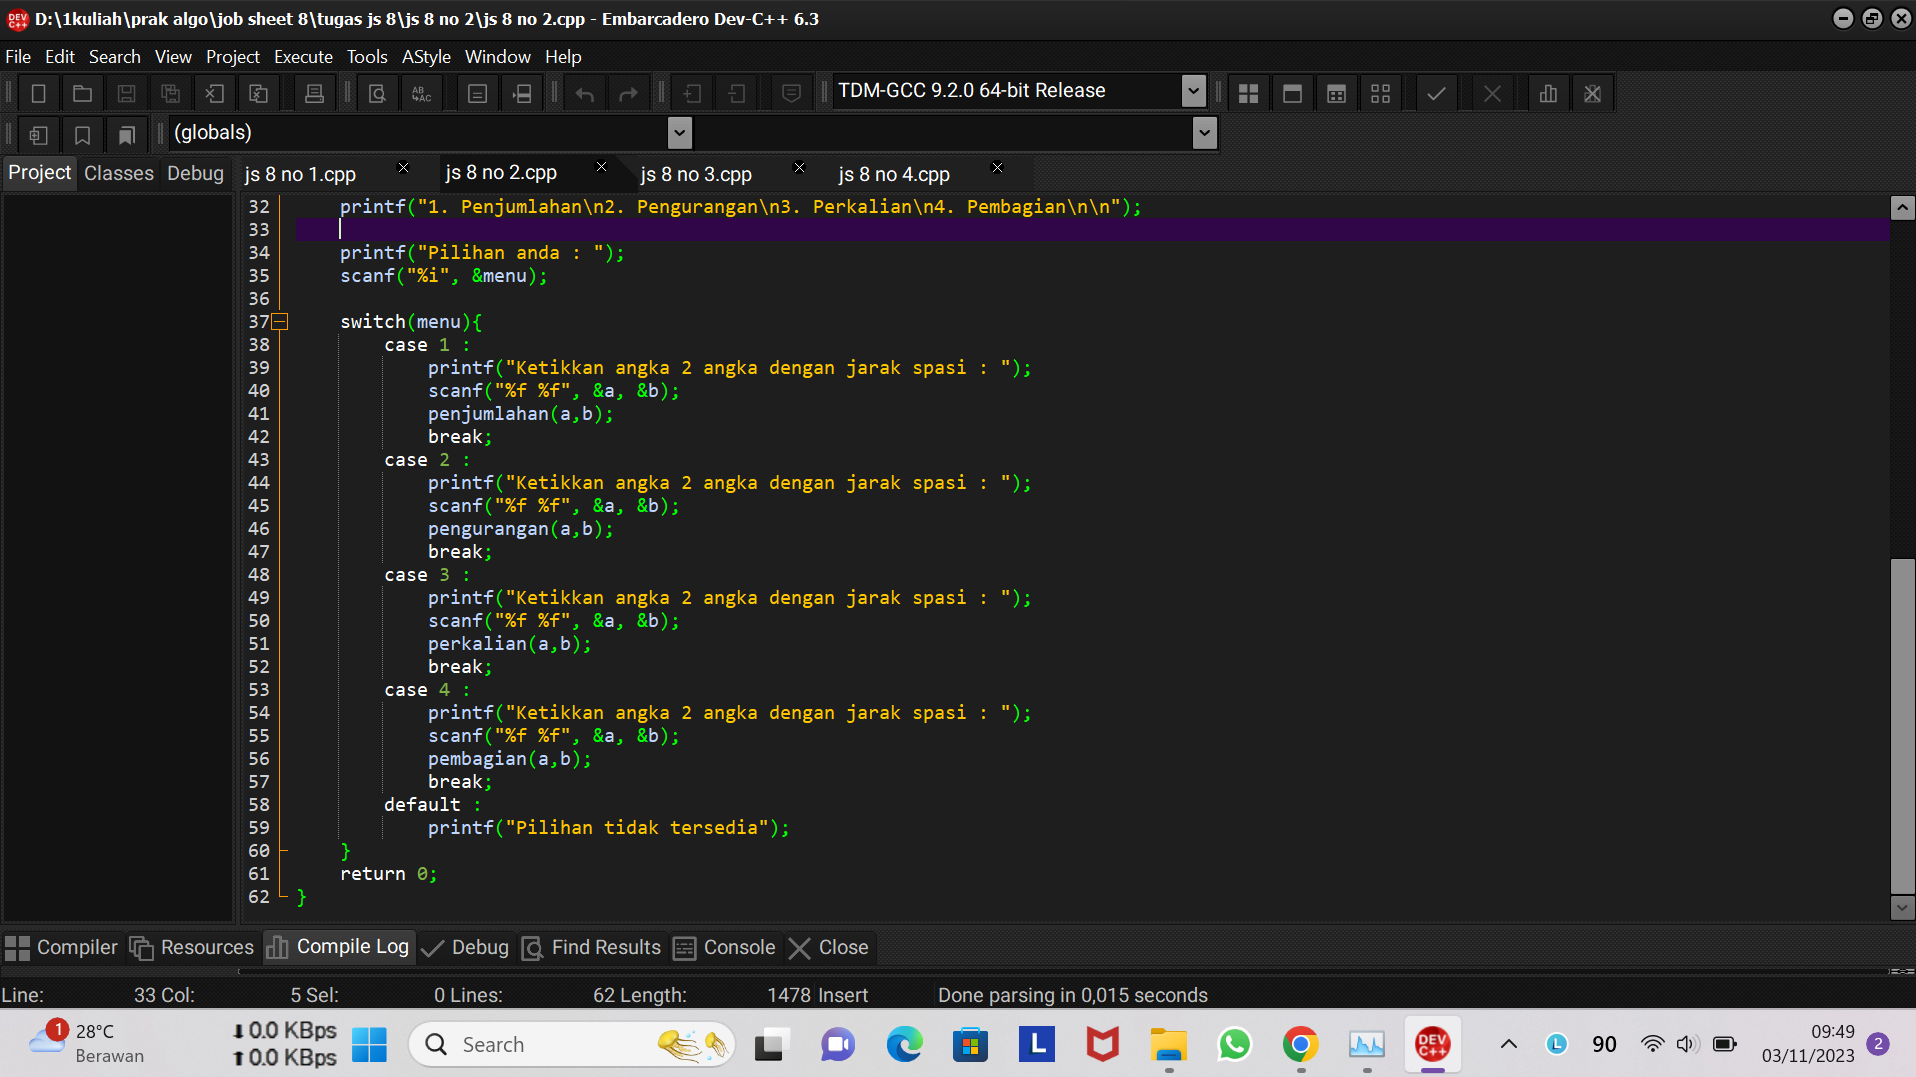 D:\1kuliah\prak algo\job sheet 8\tugas js 8\js 8 no 2\js 8 no 2.cpp - Embarcadero Dev-C++ 6.3
File Edit Search View Project Execute Tools AStyle Window Help
TDM-GCC 9.2.0 64-bit Release
(globals)
Project Classes Debug js 8 no 1.cpp js 8 no 2.cpp js 8 no 3.cpp js 8 no 4.cpp
32 printf("1. Penjumlahan\n2. Pengurangan\n3. Perkalian\n4. Pembagian\n\n");
33
34 printf("Pilihan anda : ");
35 scanf("%i", &menu);
36
37 switch(menu){
38 case 1 :
39 printf("Ketikkan angka 2 angka dengan jarak spasi : ");
40 scanf("%f %f", &a, &b);
41 penjumlahan(a,b);
42 break;
43 case 2 :
44 printf("Ketikkan angka 2 angka dengan jarak spasi : ");
45 scanf("%f %f", &a, &b);
46 pengurangan(a,b);
47 break;
48 case 3 :
49 printf("Ketikkan angka 2 angka dengan jarak spasi : ");
50 scanf("%f %f", &a, &b);
51 perkalian(a,b);
52 break;
53 case 4 :
54 printf("Ketikkan angka 2 angka dengan jarak spasi : ");
55 scanf("%f %f", &a, &b);
56 pembagian(a,b);
57 break;
58 default :
59 printf("Pilihan tidak tersedia");
60 }
61 return 0;
62 }
Compiler Resources Compile Log Debug Find Results Console Close
Line: 33 Col: 5 Sel: 0 Lines: 62 Length: 1478 Insert Done parsing in 0,015 seconds
1 28°C 0.0 KBps Search L DEV C++ L 90 09:49 2
Berawan 0.0 KBps 03/11/2023